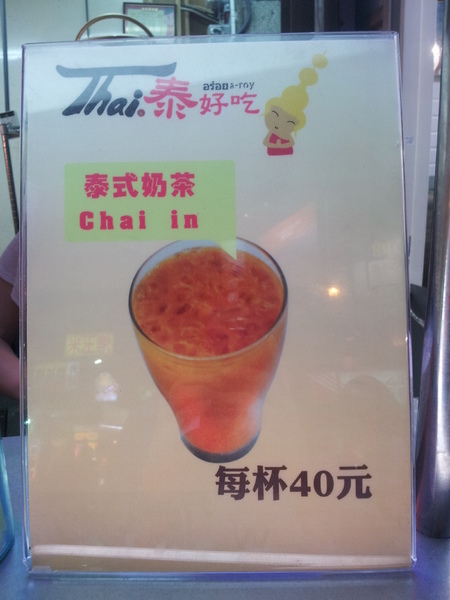 Thai.泰好吃
อร่อย a-roy
泰式奶茶
Chai in
每杯40元